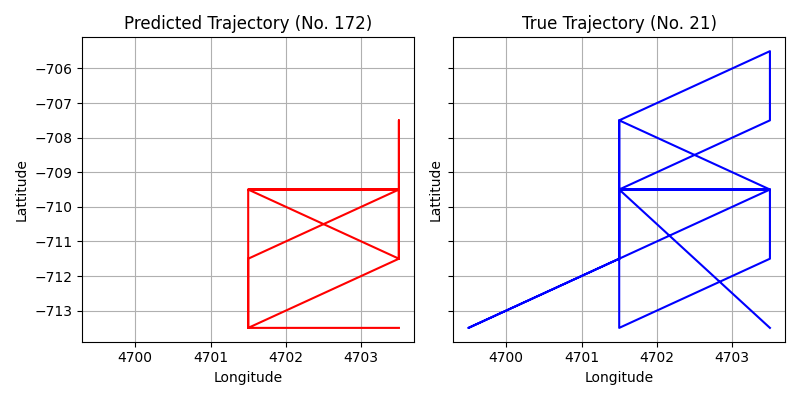 Predicted Trajectory (No. 172)
True Trajectory (No. 21)
Lattitude
−706
−707
−708
−709
−710
−711
−712
−713
4700 4701 4702 4703
Longitude
Lattitude
4700 4701 4702 4703
Longitude